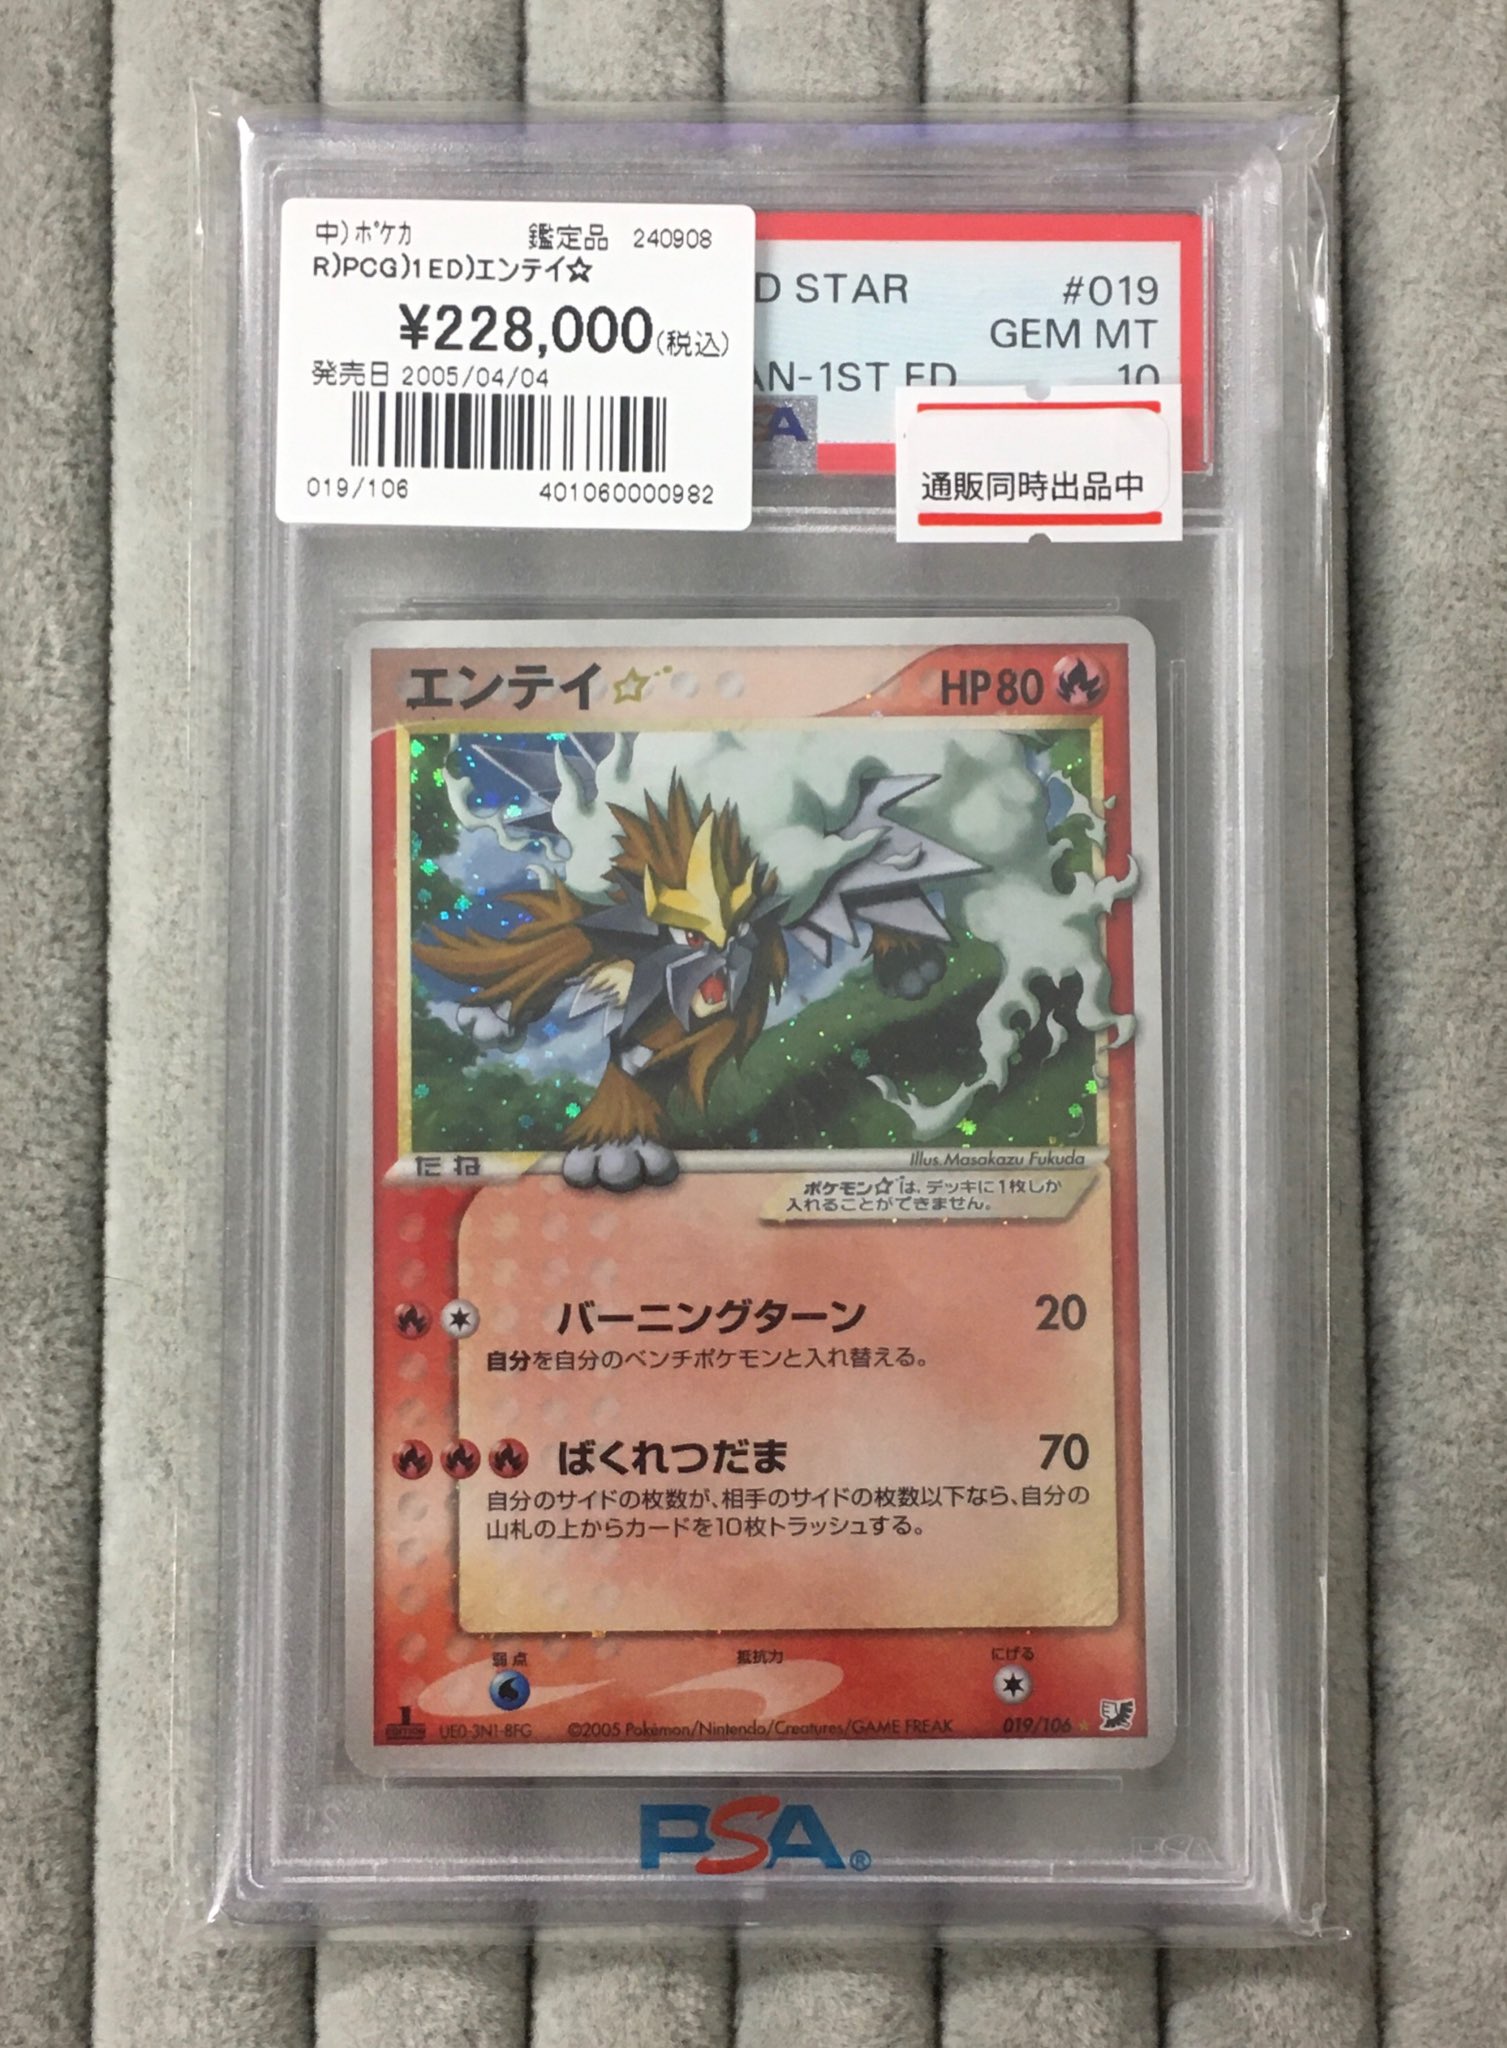 中)ﾎﾟｹカ 鑑定品 240908
R)PCG)1ED)エンテイ☆
¥228,000(税込)
発売日 2005/04/04
019/106 401060000982
D STAR #019
GEM MT
AN-1ST ED 10
PSA
通販同時出品中
エンテイ☆ HP80
たね
Illus. Masakazu Fukuda
ポケモン☆は、デッキに1枚しか
入れることができません。
バーニングターン 20
自分を自分のベンチポケモンと入れ替える。
ばくれつだま 70
自分のサイドの枚数が、相手のサイドの枚数以下なら、自分の
山札の上からカードを10枚トラッシュする。
弱点 抵抗力 にげる
1 EDITION UE0-3N1-8FG ©2005 Pokémon/Nintendo/Creatures/GAME FREAK 019/106 ★
PSA®
PSA